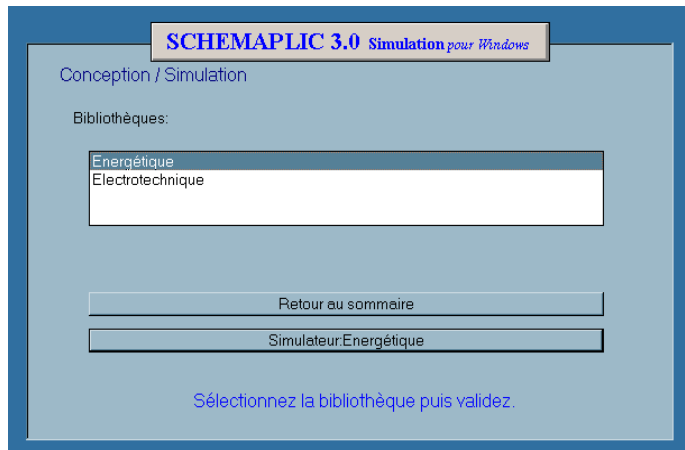 SCHEMAPLIC 3.0 Simulation pour Windows
Conception / Simulation
Bibliothèques:
Energétique
Electrotechnique
Retour au sommaire
Simulateur:Energétique
Sélectionnez la bibliothèque puis validez.